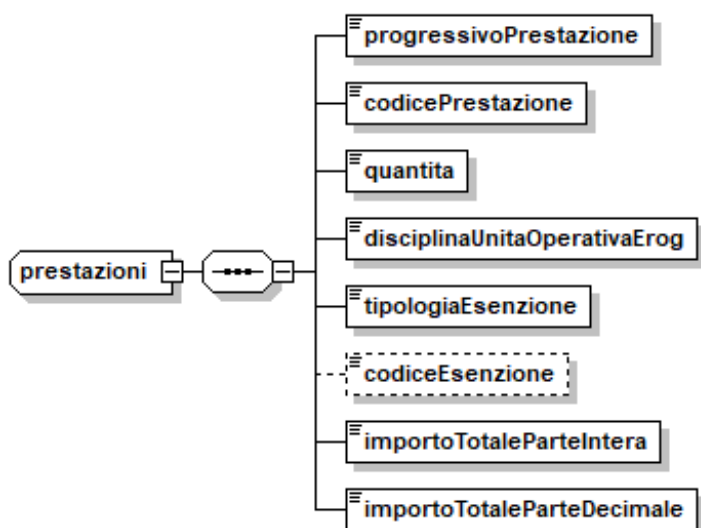 progressivoPrestazione
codicePrestazione
quantita
disciplinaUnitaOperativaErog
prestazioni
tipologiaEsenzione
codiceEsenzione
importoTotaleParteIntera
importoTotaleParteDecimale